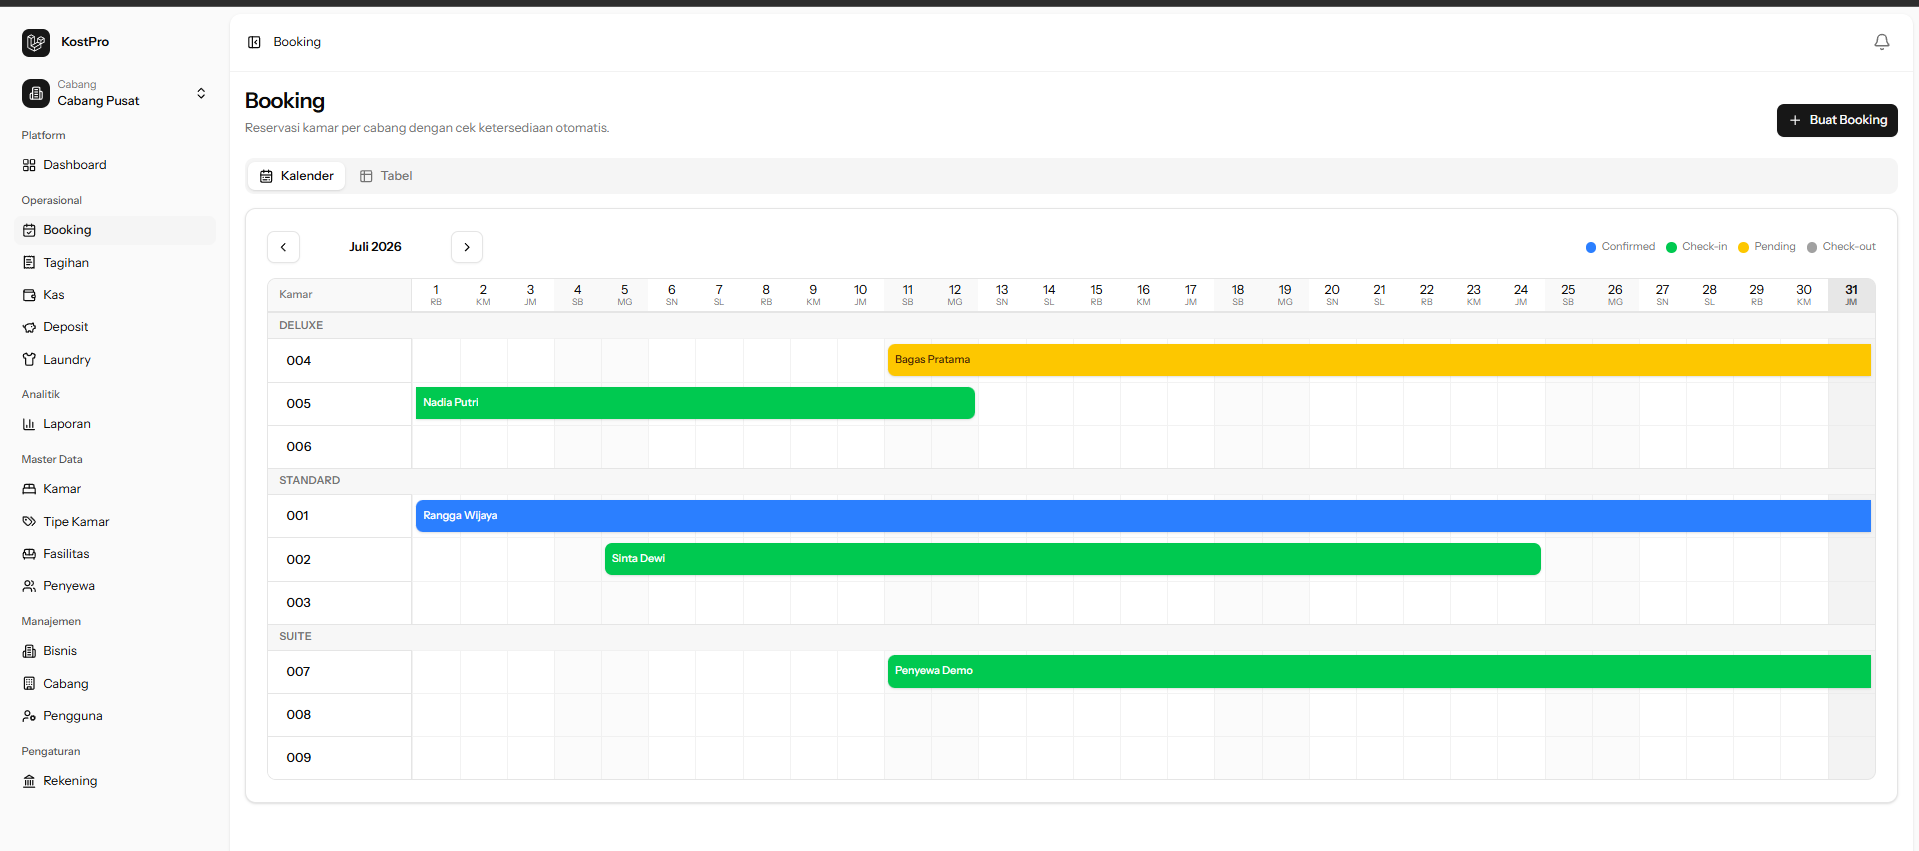 KostPro
Cabang
Cabang Pusat
Platform
Dashboard
Operasional
Booking
Tagihan
Kas
Deposit
Laundry
Analitik
Laporan
Master Data
Kamar
Tipe Kamar
Fasilitas
Penyewa
Manajemen
Bisnis
Cabang
Pengguna
Pengaturan
Rekening
Booking
Booking
Reservasi kamar per cabang dengan cek ketersediaan otomatis.
+ Buat Booking
Kalender Tabel
Juli 2026
Confirmed Check-in Pending Check-out
Kamar 1 2 3 4 5 6 7 8 9 10 11 12 13 14 15 16 17 18 19 20 21 22 23 24 25 26 27 28 29 30 31
RB KM JM SB MG SN SL RB KM JM SB MG SN SL RB KM JM SB MG SN SL RB KM JM SB MG SN SL RB KM JM
DELUXE
004 Bagas Pratama
005 Nadia Putri
006
STANDARD
001 Rangga Wijaya
002 Sinta Dewi
003
SUITE
007 Penyewa Demo
008
009